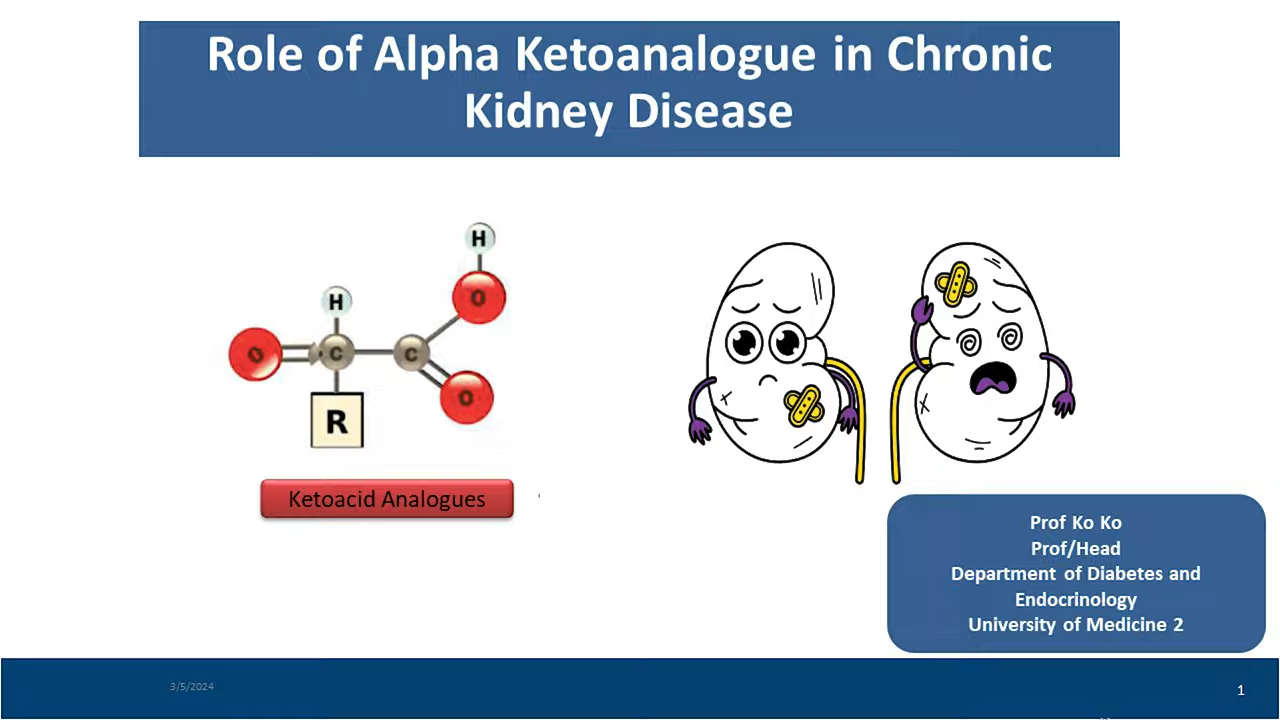 Role of Alpha Ketoanalogue in Chronic
Kidney Disease
H
O
H
O
C
C
O
R
Ketoacid Analogues
Prof Ko Ko
Prof/Head
Department of Diabetes and
Endocrinology
University of Medicine 2
3/5/2024
1